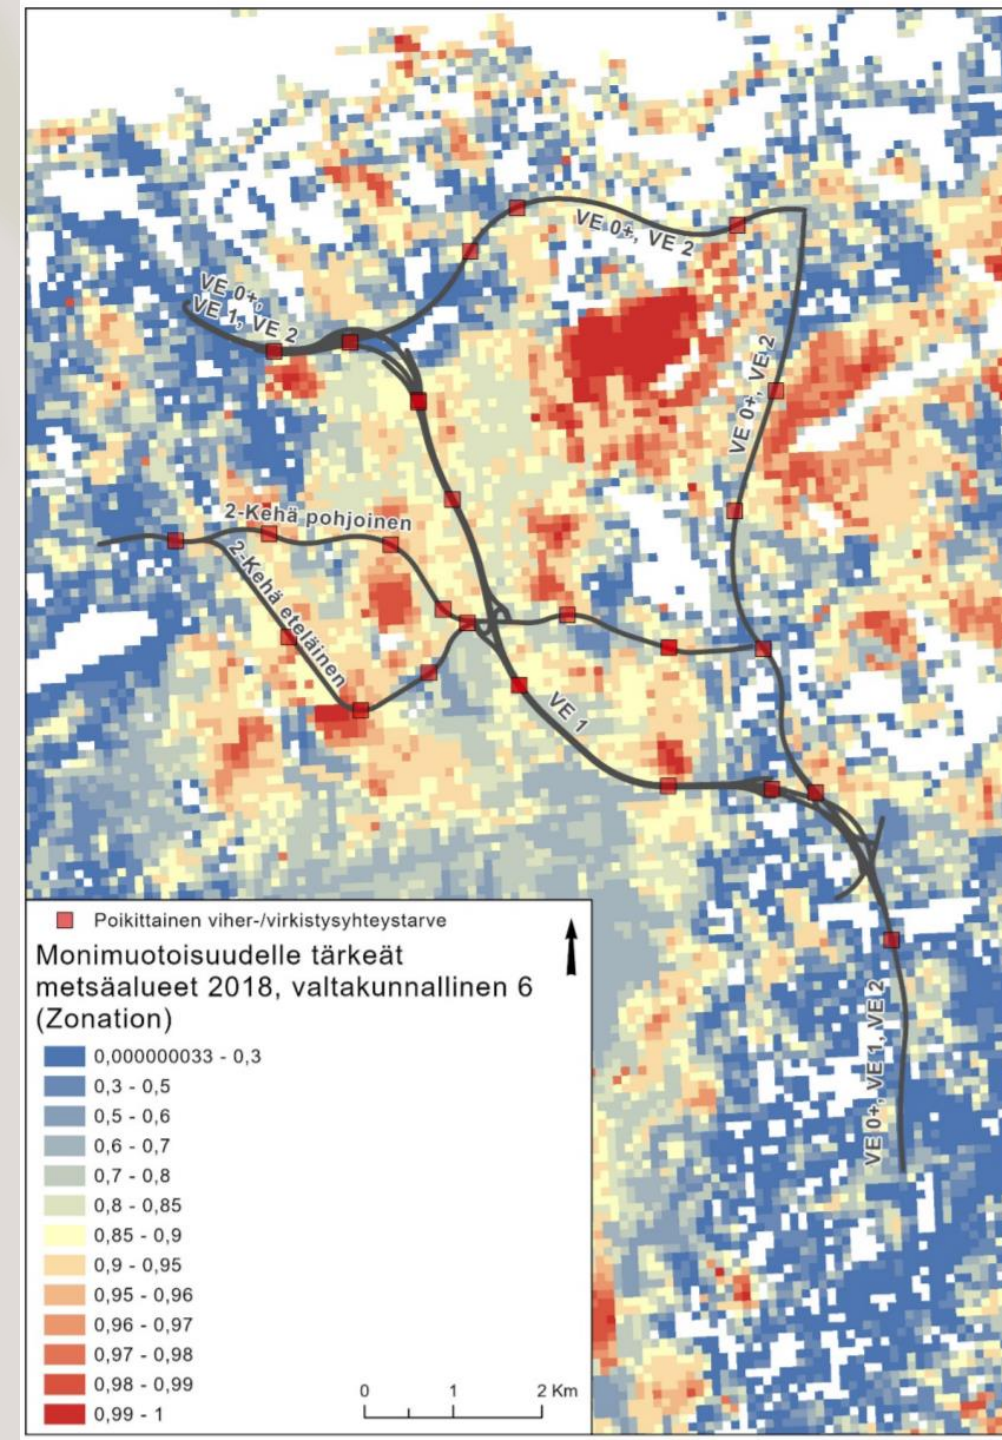 VE 0+, VE 2
VE 0+,
VE 1, VE 2
VE 0+, VE 2
2-Kehä pohjoinen
2-Kehä eteläinen
VE 1
VE 0+, VE 1, VE 2
Poikittainen viher-/virkistysyhteystarve
Monimuotoisuudelle tärkeät
metsäalueet 2018, valtakunnallinen 6
(Zonation)
0,000000033 - 0,3
0,3 - 0,5
0,5 - 0,6
0,6 - 0,7
0,7 - 0,8
0,8 - 0,85
0,85 - 0,9
0,9 - 0,95
0,95 - 0,96
0,96 - 0,97
0,97 - 0,98
0,98 - 0,99
0,99 - 1
0 1 2 Km